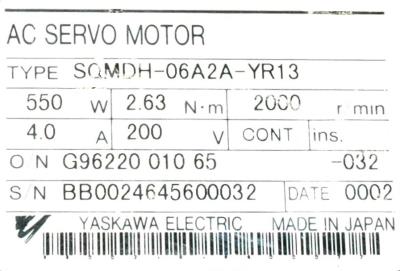 AC SERVO MOTOR
TYPE SQMDH-06A2A-YR13
550 W 2.63 N·m 2000 r min
4.0 A 200 V CONT ins.
O N G96220 010 65 -032
S/N BB0024645600032 DATE 0002
YASKAWA ELECTRIC MADE IN JAPAN